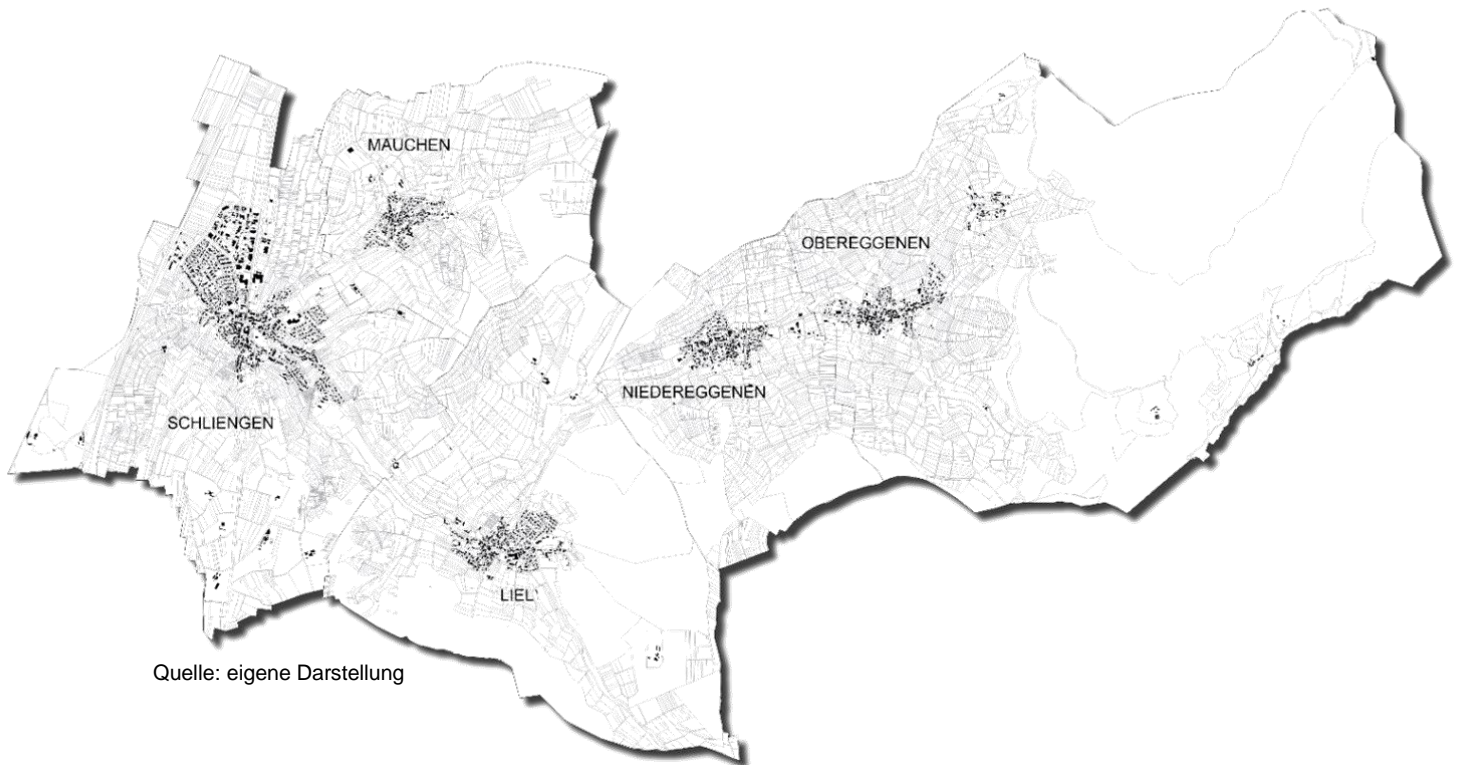 MAUCHEN
OBEREGGENEN
NIEDEREGGENEN
SCHLIENGEN
LIEL
Quelle: eigene Darstellung